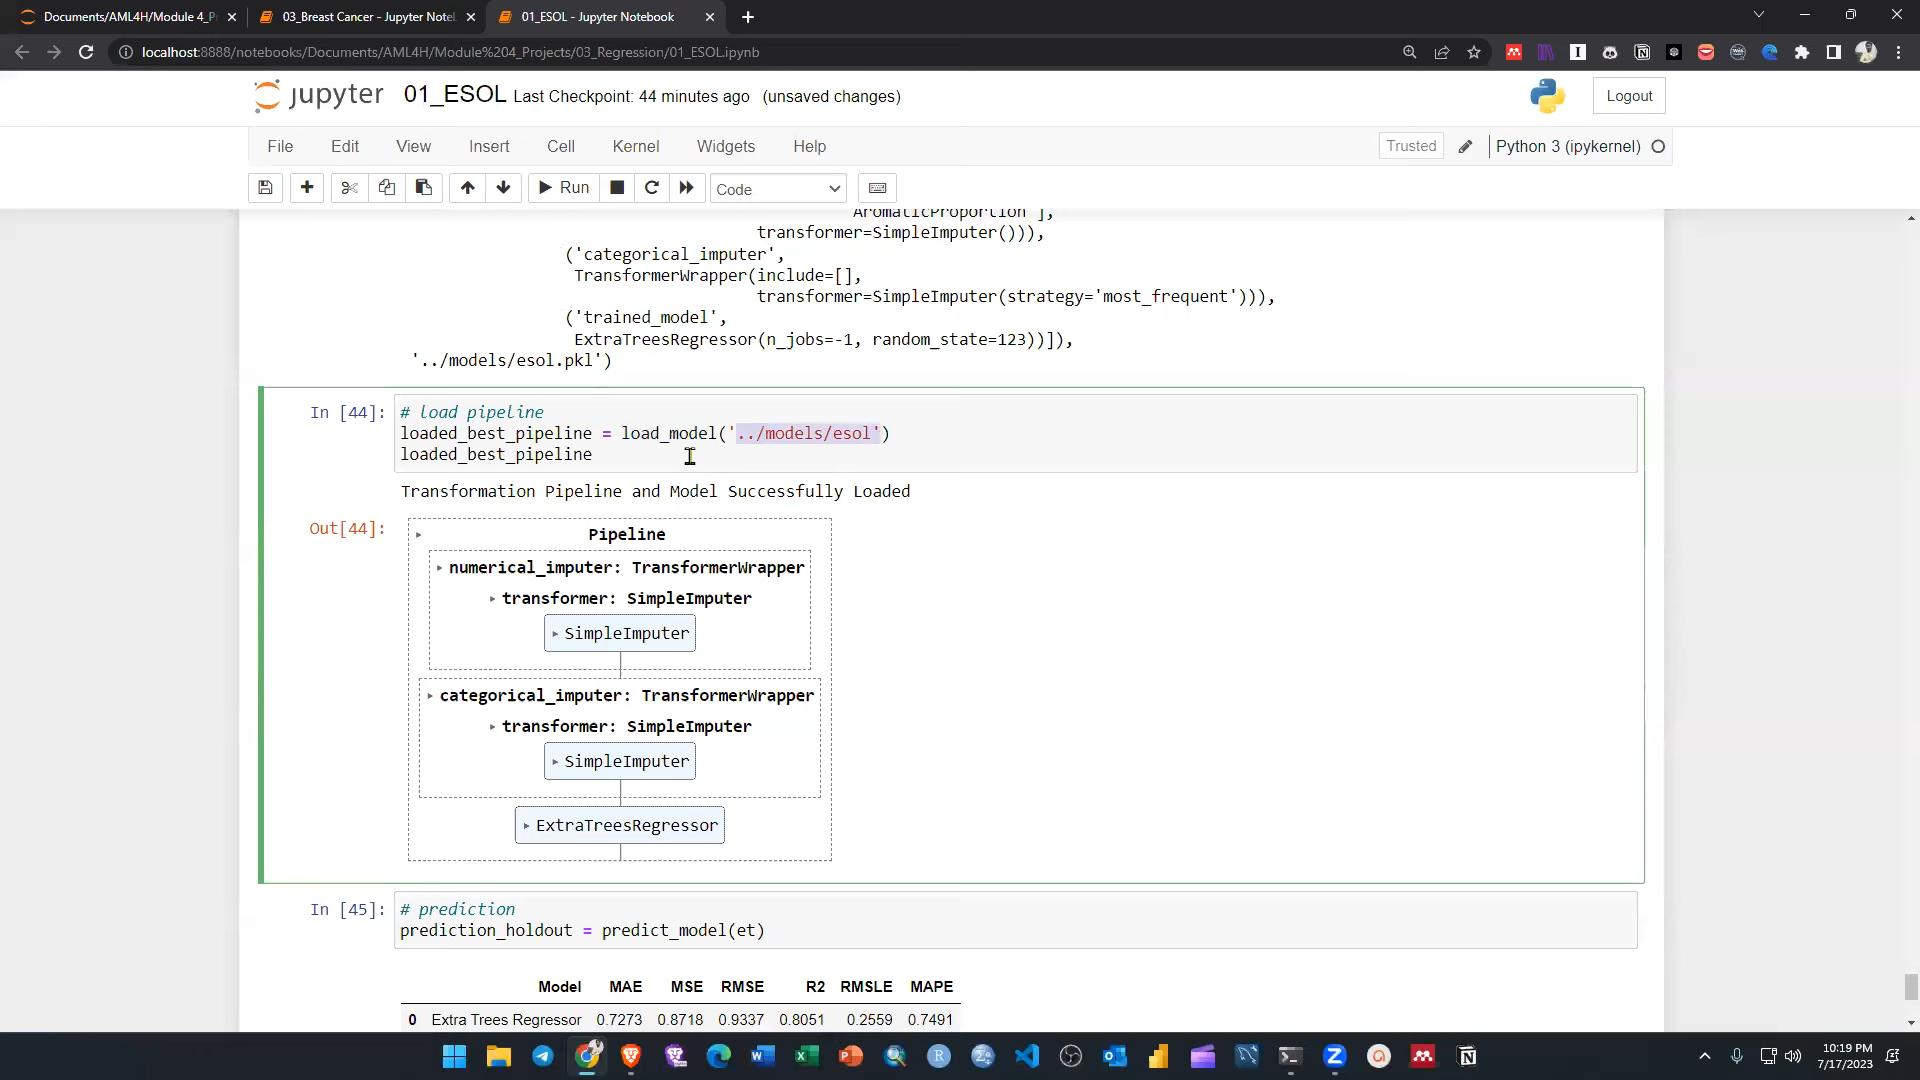 Documents/AML4H/Module 4_P
03_Breast Cancer - Jupyter Note
01_ESOL - Jupyter Notebook
localhost:8888/notebooks/Documents/AML4H/Module%204_Projects/03_Regression/01_ESOL.ipynb
jupyter 01_ESOL Last Checkpoint: 44 minutes ago (unsaved changes)
Logout
File Edit View Insert Cell Kernel Widgets Help
Trusted Python 3 (ipykernel)
Run Code
AromaticProportion'],
transformer=SimpleImputer())),
('categorical_imputer',
TransformerWrapper(include=[],
transformer=SimpleImputer(strategy='most_frequent'))),
('trained_model',
ExtraTreesRegressor(n_jobs=-1, random_state=123))]),
'../models/esol.pkl')
In [44]: # load pipeline
loaded_best_pipeline = load_model('../models/esol')
loaded_best_pipeline
Transformation Pipeline and Model Successfully Loaded
Out[44]:
Pipeline
numerical_imputer: TransformerWrapper
transformer: SimpleImputer
SimpleImputer
categorical_imputer: TransformerWrapper
transformer: SimpleImputer
SimpleImputer
ExtraTreesRegressor
In [45]: # prediction
prediction_holdout = predict_model(et)
Model MAE MSE RMSE R2 RMSLE MAPE
0 Extra Trees Regressor 0.7273 0.8718 0.9337 0.8051 0.2559 0.7491
10:19 PM
7/17/2023